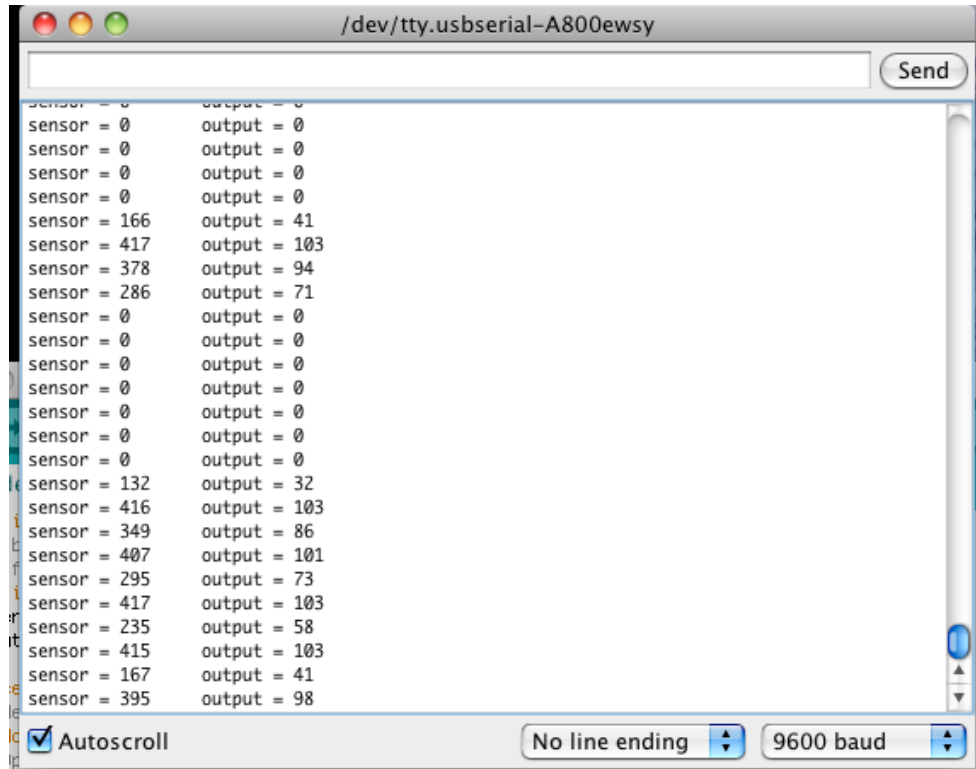 /dev/tty.usbserial-A800ewsy
Send
sensor = 0 output = 0
sensor = 0 output = 0
sensor = 0 output = 0
sensor = 0 output = 0
sensor = 0 output = 0
sensor = 166 output = 41
sensor = 417 output = 103
sensor = 378 output = 94
sensor = 286 output = 71
sensor = 0 output = 0
sensor = 0 output = 0
sensor = 0 output = 0
sensor = 0 output = 0
sensor = 0 output = 0
sensor = 0 output = 0
sensor = 0 output = 0
sensor = 132 output = 32
sensor = 416 output = 103
sensor = 349 output = 86
sensor = 407 output = 101
sensor = 295 output = 73
sensor = 417 output = 103
sensor = 235 output = 58
sensor = 415 output = 103
sensor = 167 output = 41
sensor = 395 output = 98
Autoscroll
No line ending
9600 baud